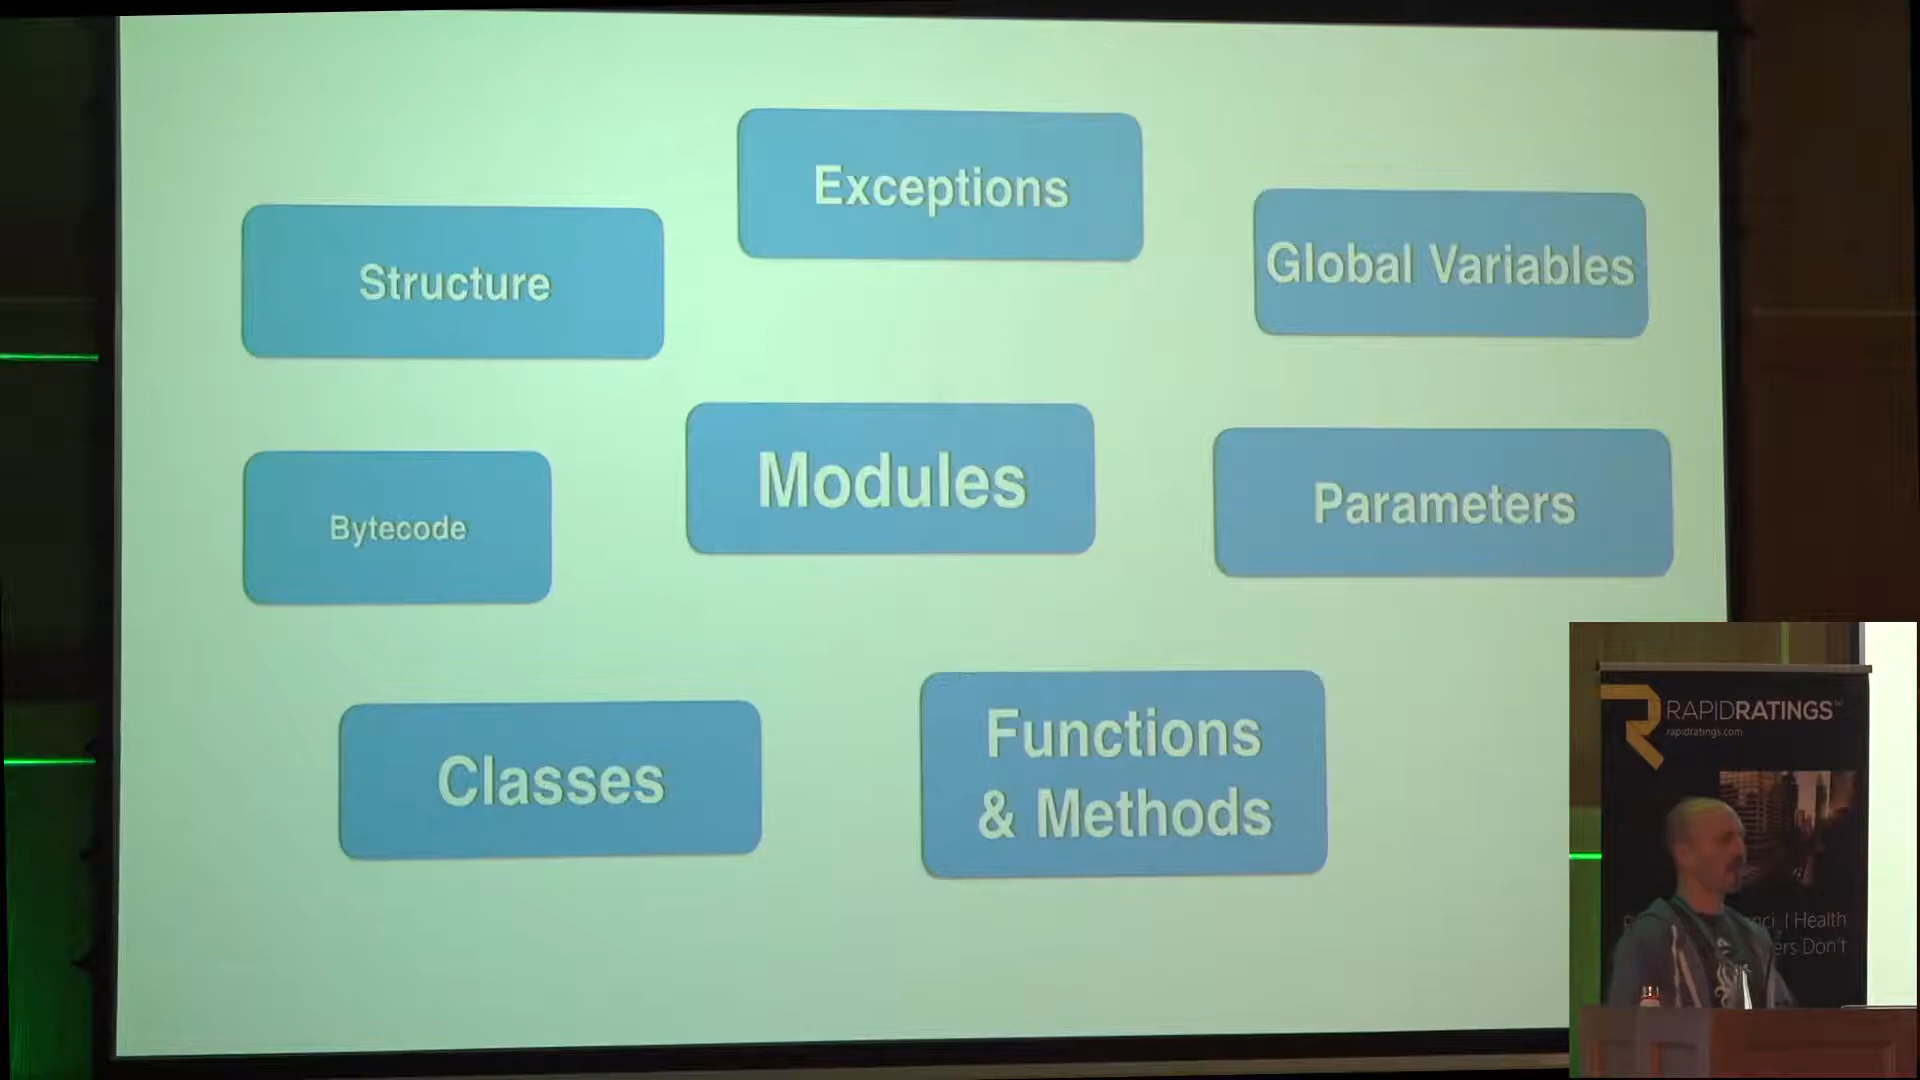 Exceptions
Structure
Global Variables
Modules
Bytecode
Parameters
Classes
Functions
& Methods
RAPIDRATINGS
rapidratings.com
Health
Don't